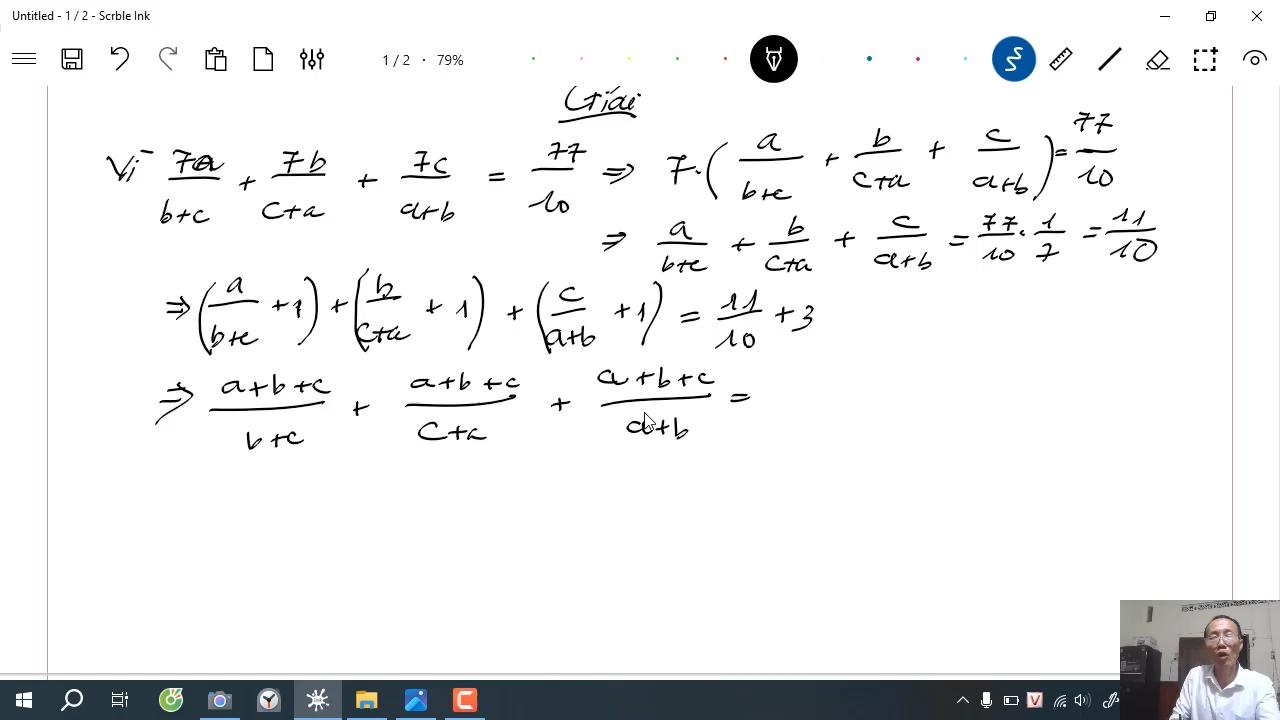 Untitled - 1 / 2 - Scrble Ink
1 / 2 · 79%
Giải
Vì 7a/(b+c) + 7b/(c+a) + 7c/(a+b) = 77/10 ⇒ 7·(a/(b+c) + b/(c+a) + c/(a+b)) = 77/10
⇒ a/(b+c) + b/(c+a) + c/(a+b) = 77/10 · 1/7 = 11/10
⇒ (a/(b+c) + 1) + (b/(c+a) + 1) + (c/(a+b) + 1) = 11/10 + 3
⇒ (a+b+c)/(b+c) + (a+b+c)/(c+a) + (a+b+c)/(a+b) =
V